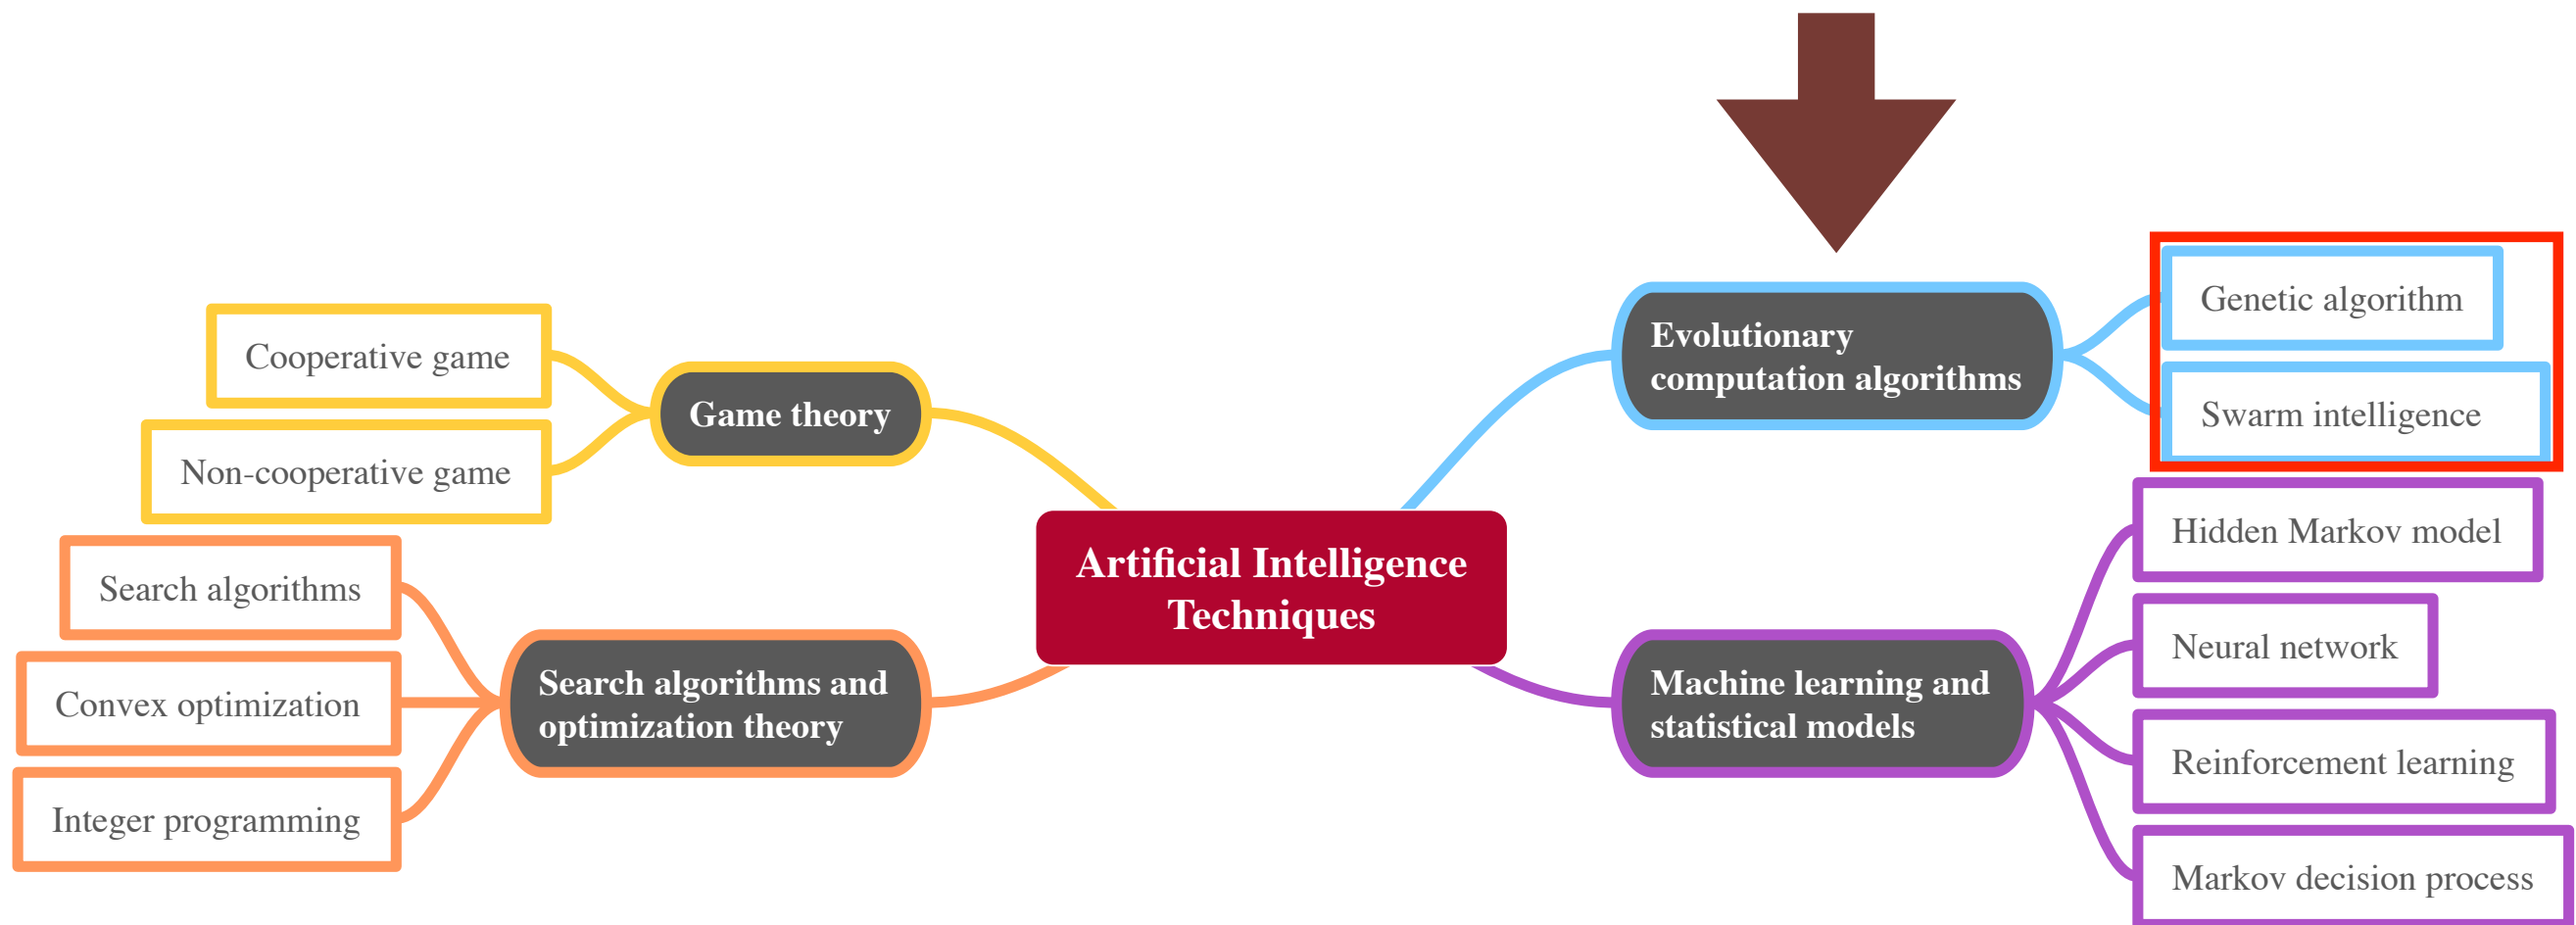 Cooperative game
Non-cooperative game
Game theory
Search algorithms
Convex optimization
Integer programming
Search algorithms and
optimization theory
Artificial Intelligence
Techniques
Evolutionary
computation algorithms
Genetic algorithm
Swarm intelligence
Machine learning and
statistical models
Hidden Markov model
Neural network
Reinforcement learning
Markov decision process